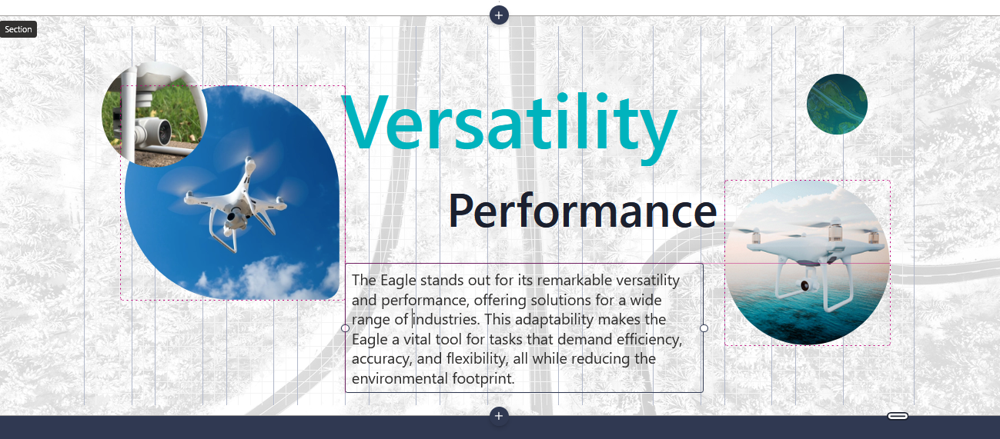 Section
Versatility
Performance
The Eagle stands out for its remarkable versatility
and performance, offering solutions for a wide
range of industries. This adaptability makes the
Eagle a vital tool for tasks that demand efficiency,
accuracy, and flexibility, all while reducing the
environmental footprint.